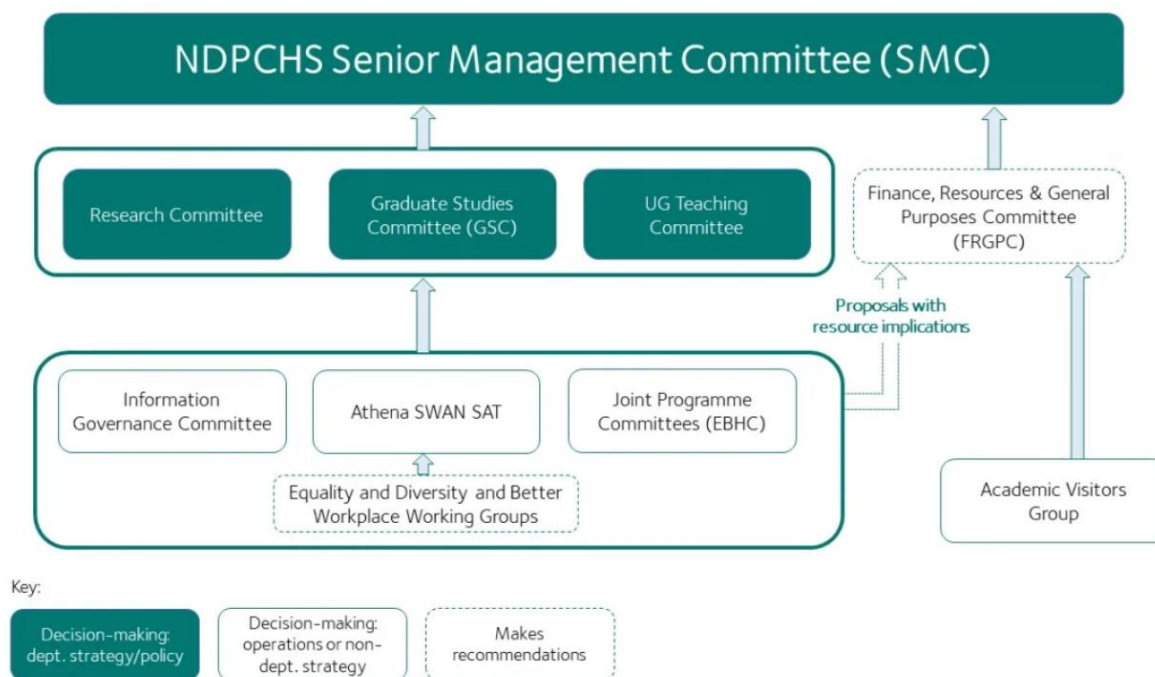 NDPCHS Senior Management Committee (SMC)
Research Committee
Graduate Studies
Committee (GSC)
UG Teaching
Committee
Finance, Resources & General
Purposes Committee
(FRGPC)
Proposals with
resource implications
Information
Governance Committee
Athena SWAN SAT
Joint Programme
Committees (EBHC)
Equality and Diversity and Better
Workplace Working Groups
Academic Visitors
Group
Key:
Decision-making:
dept. strategy/policy
Decision-making:
operations or non-
dept. strategy
Makes
recommendations